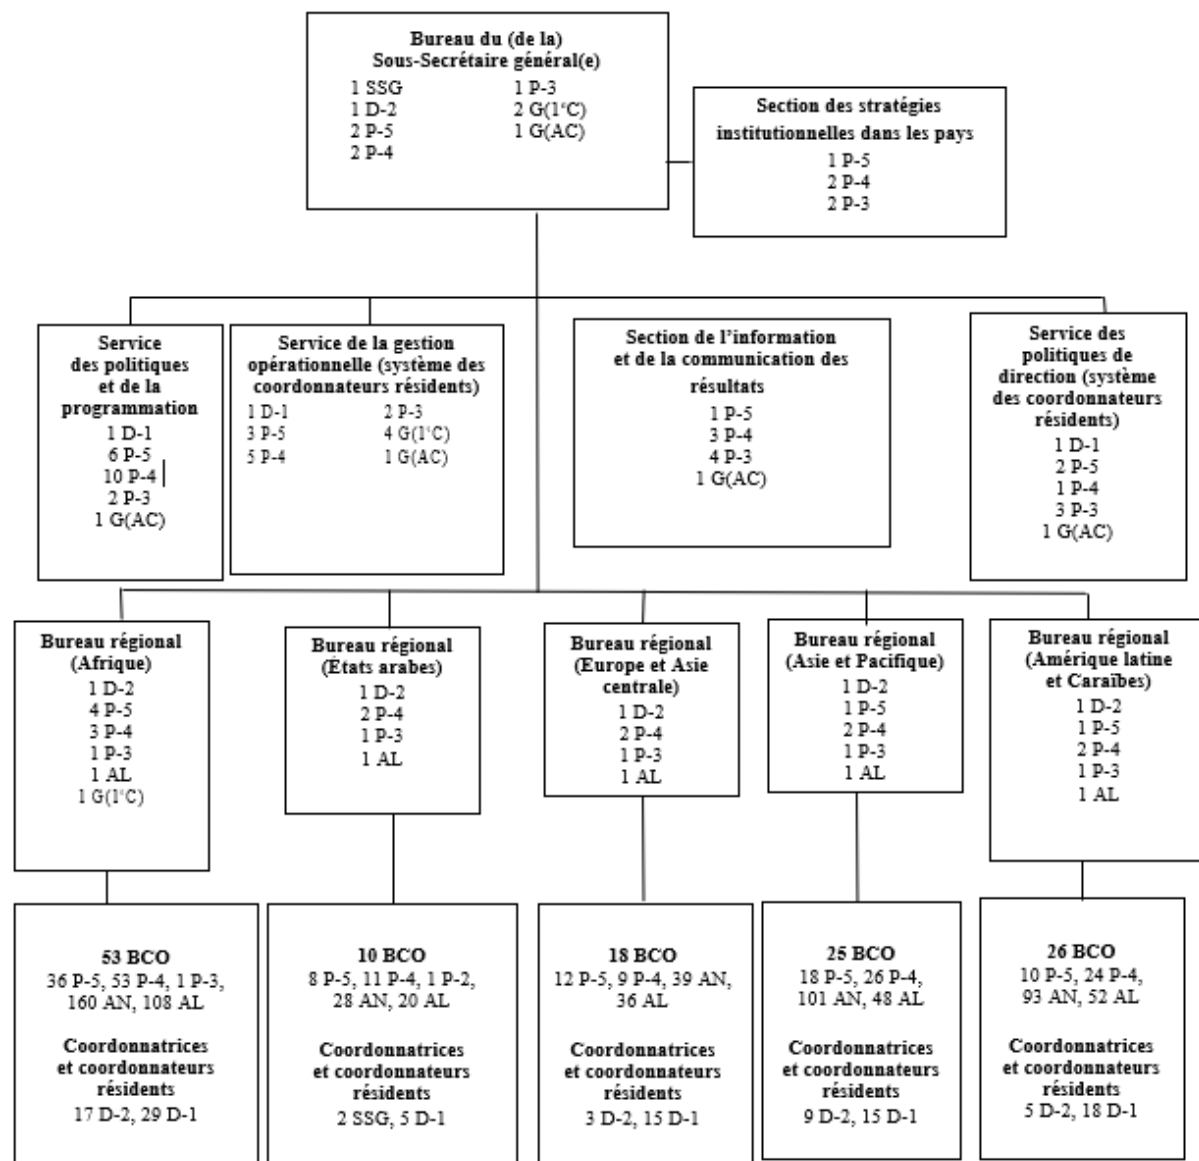 Bureau du (de la)
Sous-Secrétaire général(e)
1 SSG 1 P-3
1 D-2 2 G(1°C)
2 P-5 1 G(AC)
2 P-4
Section des stratégies
institutionnelles dans les pays
1 P-5
2 P-4
2 P-3
Service
des politiques
et de la
programmation
1 D-1
6 P-5
10 P-4
2 P-3
1 G(AC)
Service de la gestion
opérationnelle (système des
coordonnateurs résidents)
1 D-1 2 P-3
3 P-5 4 G(1°C)
5 P-4 1 G(AC)
Section de l’information
et de la communication des
résultats
1 P-5
3 P-4
4 P-3
1 G(AC)
Service des
politiques de
direction (système
des coordonnateurs
résidents)
1 D-1
2 P-5
1 P-4
3 P-3
1 G(AC)
Bureau régional
(Afrique)
1 D-2
4 P-5
3 P-4
1 P-3
1 AL
1 G(1°C)
Bureau régional
(États arabes)
1 D-2
2 P-4
1 P-3
1 AL
Bureau régional
(Europe et Asie
centrale)
1 D-2
2 P-4
1 P-3
1 AL
Bureau régional
(Asie et Pacifique)
1 D-2
1 P-5
2 P-4
1 P-3
1 AL
Bureau régional
(Amérique latine
et Caraïbes)
1 D-2
1 P-5
2 P-4
1 P-3
1 AL
53 BCO
36 P-5, 53 P-4, 1 P-3,
160 AN, 108 AL
Coordonnatrices
et coordonnateurs
résidents
17 D-2, 29 D-1
10 BCO
8 P-5, 11 P-4, 1 P-2,
28 AN, 20 AL
Coordonnatrices
et coordonnateurs
résidents
2 SSG, 5 D-1
18 BCO
12 P-5, 9 P-4, 39 AN,
36 AL
Coordonnatrices
et coordonnateurs
résidents
3 D-2, 15 D-1
25 BCO
18 P-5, 26 P-4,
101 AN, 48 AL
Coordonnatrices
et coordonnateurs
résidents
9 D-2, 15 D-1
26 BCO
10 P-5, 24 P-4,
93 AN, 52 AL
Coordonnatrices
et coordonnateurs
résidents
5 D-2, 18 D-1